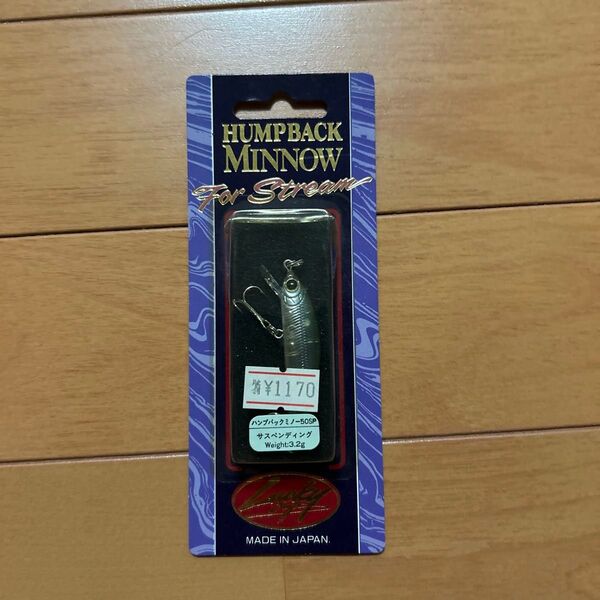 HUMPBACK
MINNOW
For Stream
¥1170
ハンプバックミノー50SP
サスペンディング
Weight:3.2g
Lucky
MADE IN JAPAN.